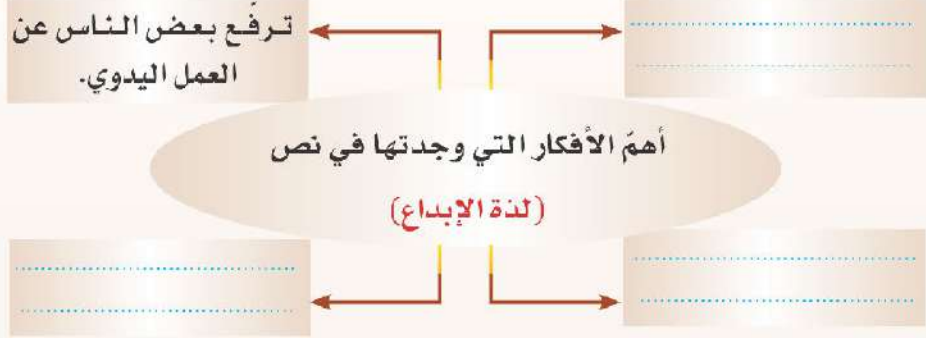 ترفّع بعض الناس عن
العمل اليدوي.
أهمّ الأفكار التي وجدتها في نص
(لذة الإبداع)